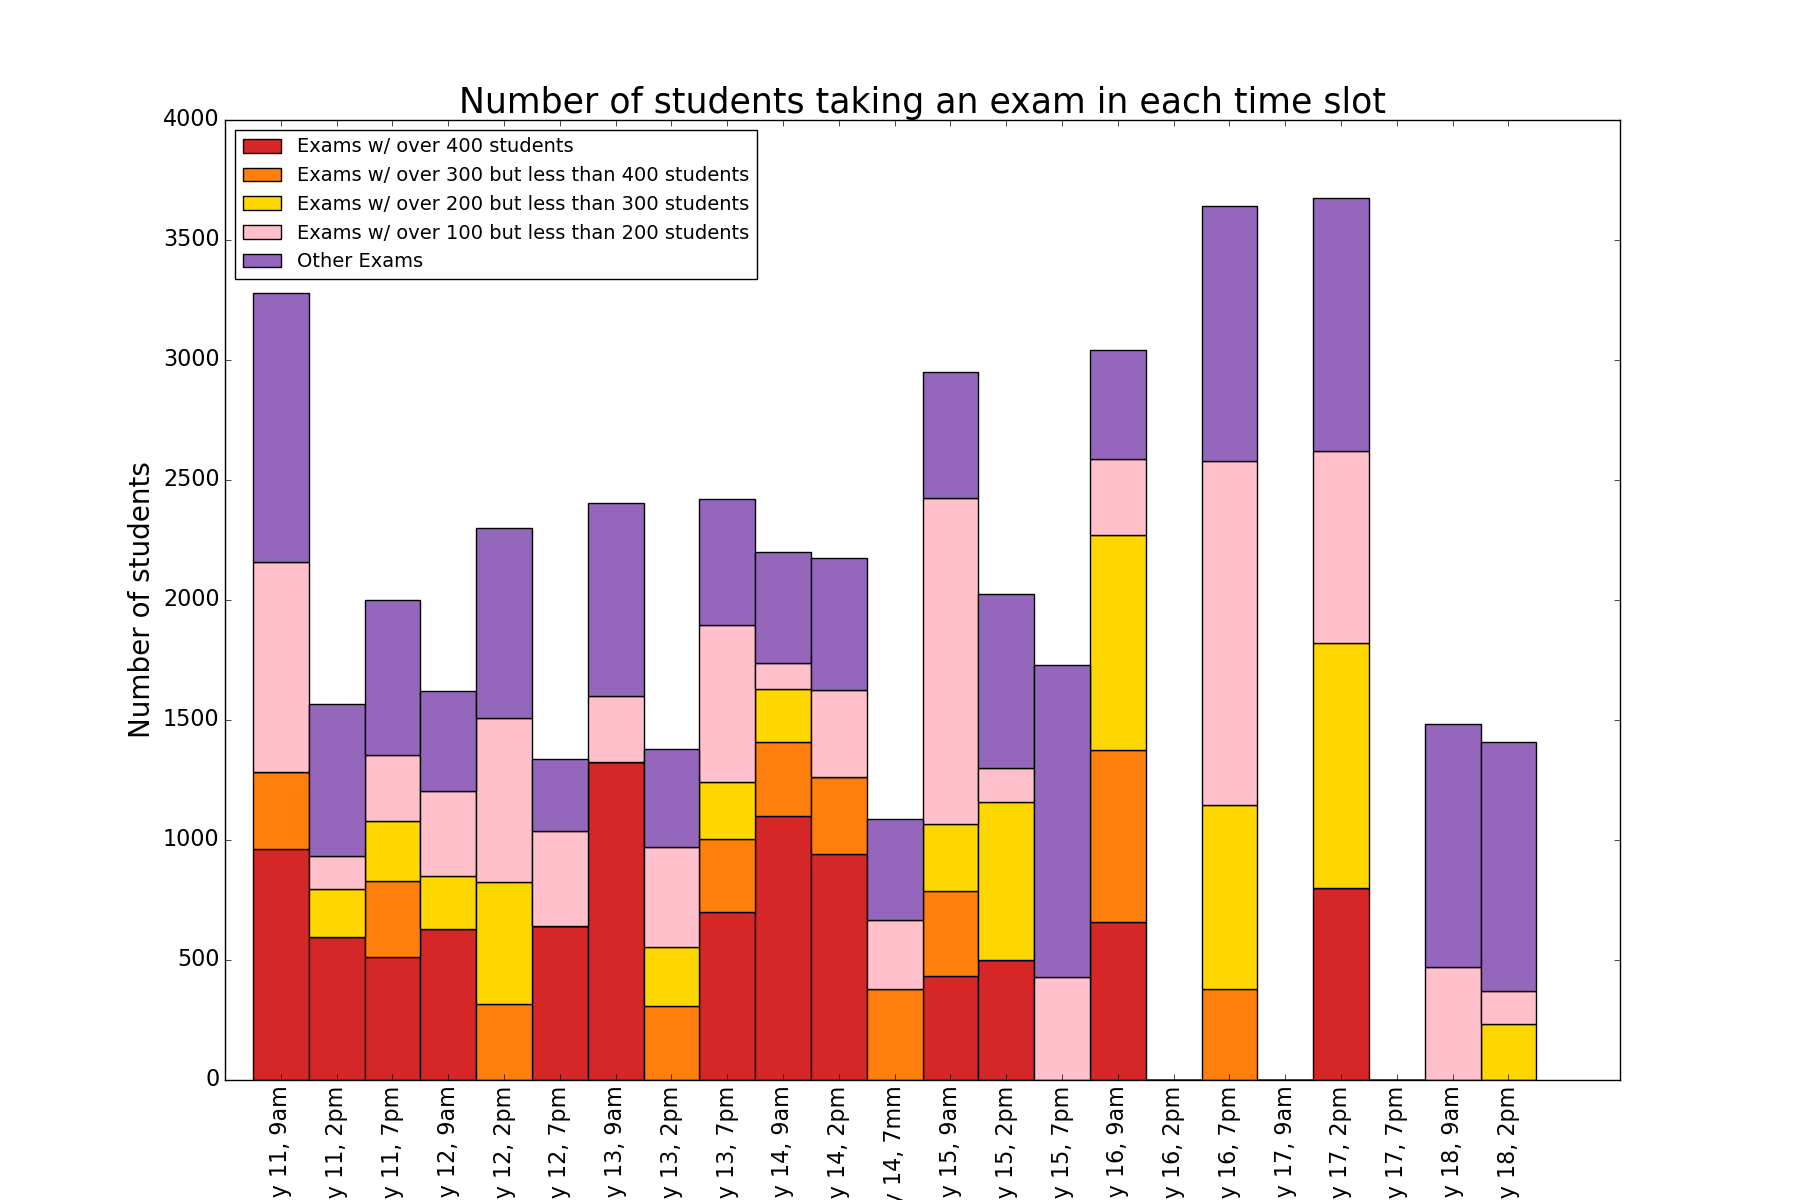 Number of students taking an exam in each time slot
4000
3500
3000
2500
2000
1500
1000
500
0
Number of students
Exams w/ over 400 students
Exams w/ over 300 but less than 400 students
Exams w/ over 200 but less than 300 students
Exams w/ over 100 but less than 200 students
Other Exams
y 11, 9am
y 11, 2pm
y 11, 7pm
y 12, 9am
y 12, 2pm
y 12, 7pm
y 13, 9am
y 13, 2pm
y 13, 7pm
y 14, 9am
y 14, 2pm
y 14, 7mm
y 15, 9am
y 15, 2pm
y 15, 7pm
y 16, 9am
y 16, 2pm
y 16, 7pm
y 17, 9am
y 17, 2pm
y 17, 7pm
y 18, 9am
y 18, 2pm